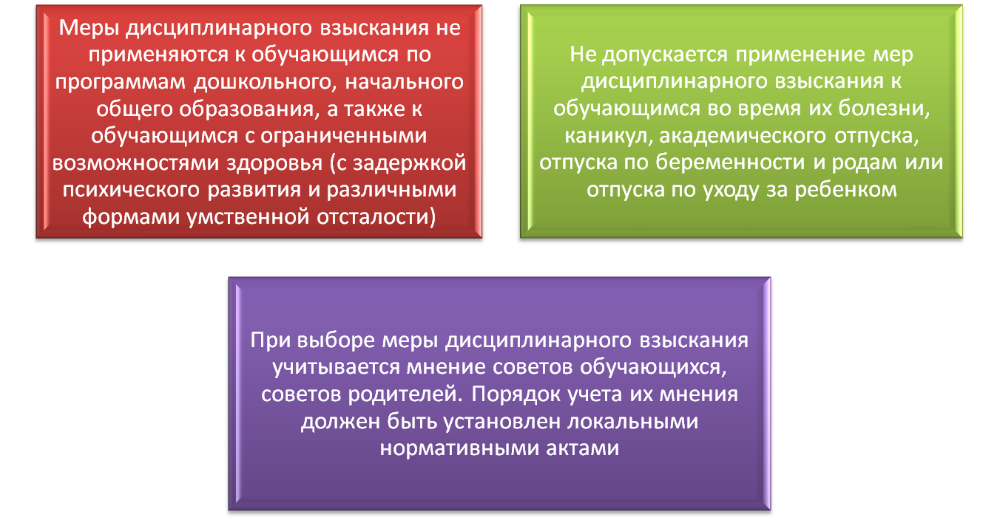 Меры дисциплинарного взыскания не
применяются к обучающимся по
программам дошкольного, начального
общего образования, а также к
обучающимся с ограниченными
возможностями здоровья (с задержкой
психического развития и различными
формами умственной отсталости)
Не допускается применение мер
дисциплинарного взыскания к
обучающимся во время их болезни,
каникул, академического отпуска,
отпуска по беременности и родам или
отпуска по уходу за ребенком
При выборе меры дисциплинарного взыскания
учитывается мнение советов обучающихся,
советов родителей. Порядок учета их мнения
должен быть установлен локальными
нормативными актами